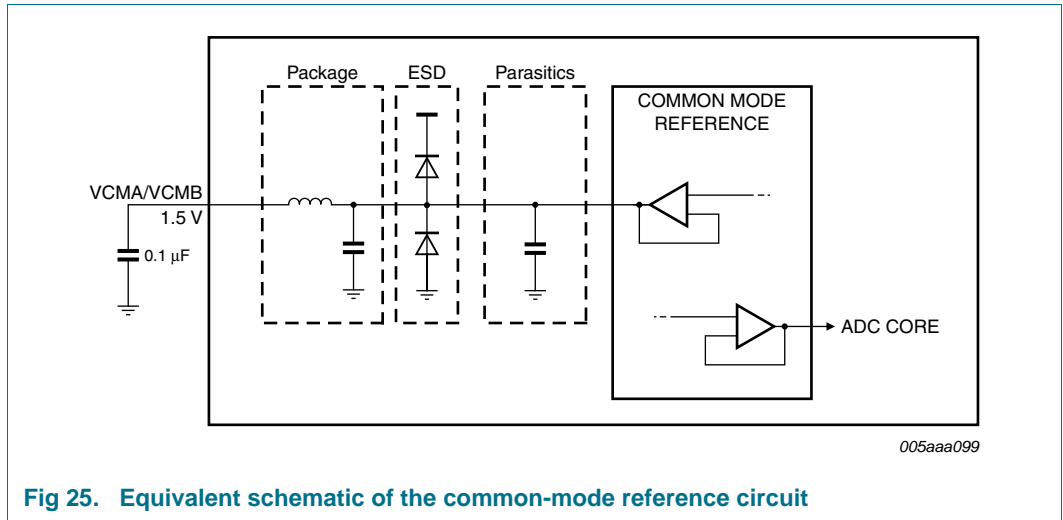 Package
ESD
Parasitics
COMMON MODE
REFERENCE
VCMA/VCMB
1.5 V
0.1 μF
ADC CORE
005aaa099
Fig 25. Equivalent schematic of the common-mode reference circuit